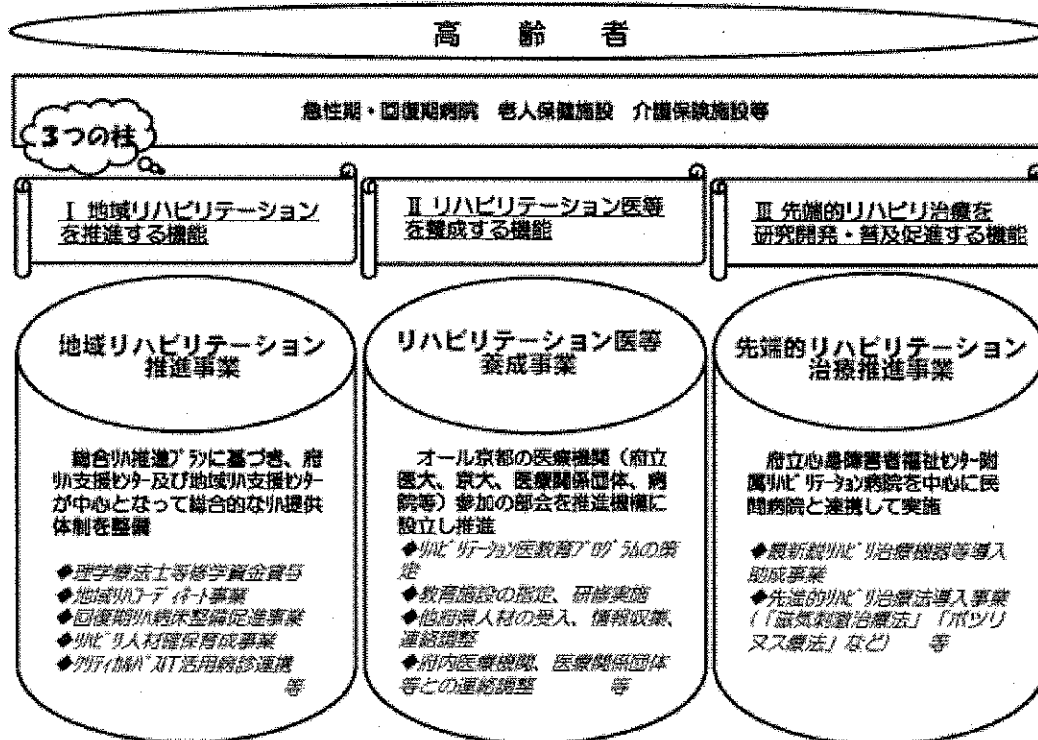 高齢者
急性期・回復期病院　老人保健施設　介護保険施設等
3つの柱
Ⅰ 地域リハビリテーション
を推進する機能
Ⅱ リハビリテーション医等
を養成する機能
Ⅲ 先端的リハビリ治療を
研究開発・普及促進する機能
地域リハビリテーション
推進事業
総合ﾘﾊ推進ﾌﾟﾗﾝに基づき、府
ﾘﾊ支援ｾﾝﾀｰ及び地域ﾘﾊ支援ｾﾝﾀｰ
が中心となって総合的なﾘﾊ提供
体制を整備
◆理学療法士等修学資金貸与
◆地域ﾘﾊｺｰﾃﾞｨﾈｰﾄ事業
◆回復期ﾘﾊ病床整備促進事業
◆ﾘﾊﾋﾞﾘ人材確保育成事業
◆ｸﾘﾃｨｶﾙﾊﾟｽIT活用病診連携
等
リハビリテーション医等
養成事業
オール京都の医療機関（府立
医大、京大、医療関係団体、病
院等）参加の部会を推進機構に
設立し推進
◆ﾘﾊﾋﾞﾘﾃｰｼｮﾝ医教育ﾌﾟﾛｸﾞﾗﾑの策
定
◆教育施設の指定、研修実施
◆他府県人材の受入、情報収集、
連絡調整
◆府内医療機関、医療関係団体
等との連絡調整　　　等
先端的リハビリテーション
治療推進事業
府立心身障害者福祉ｾﾝﾀｰ附
属ﾘﾊﾋﾞﾘﾃｰｼｮﾝ病院を中心に民
間病院と連携して実施
◆最新鋭ﾘﾊﾋﾞﾘ治療機器等導入
助成事業
◆先進的ﾘﾊﾋﾞﾘ治療法導入事業
（「磁気刺激治療法」「ボツリ
ヌス療法」など）　　等